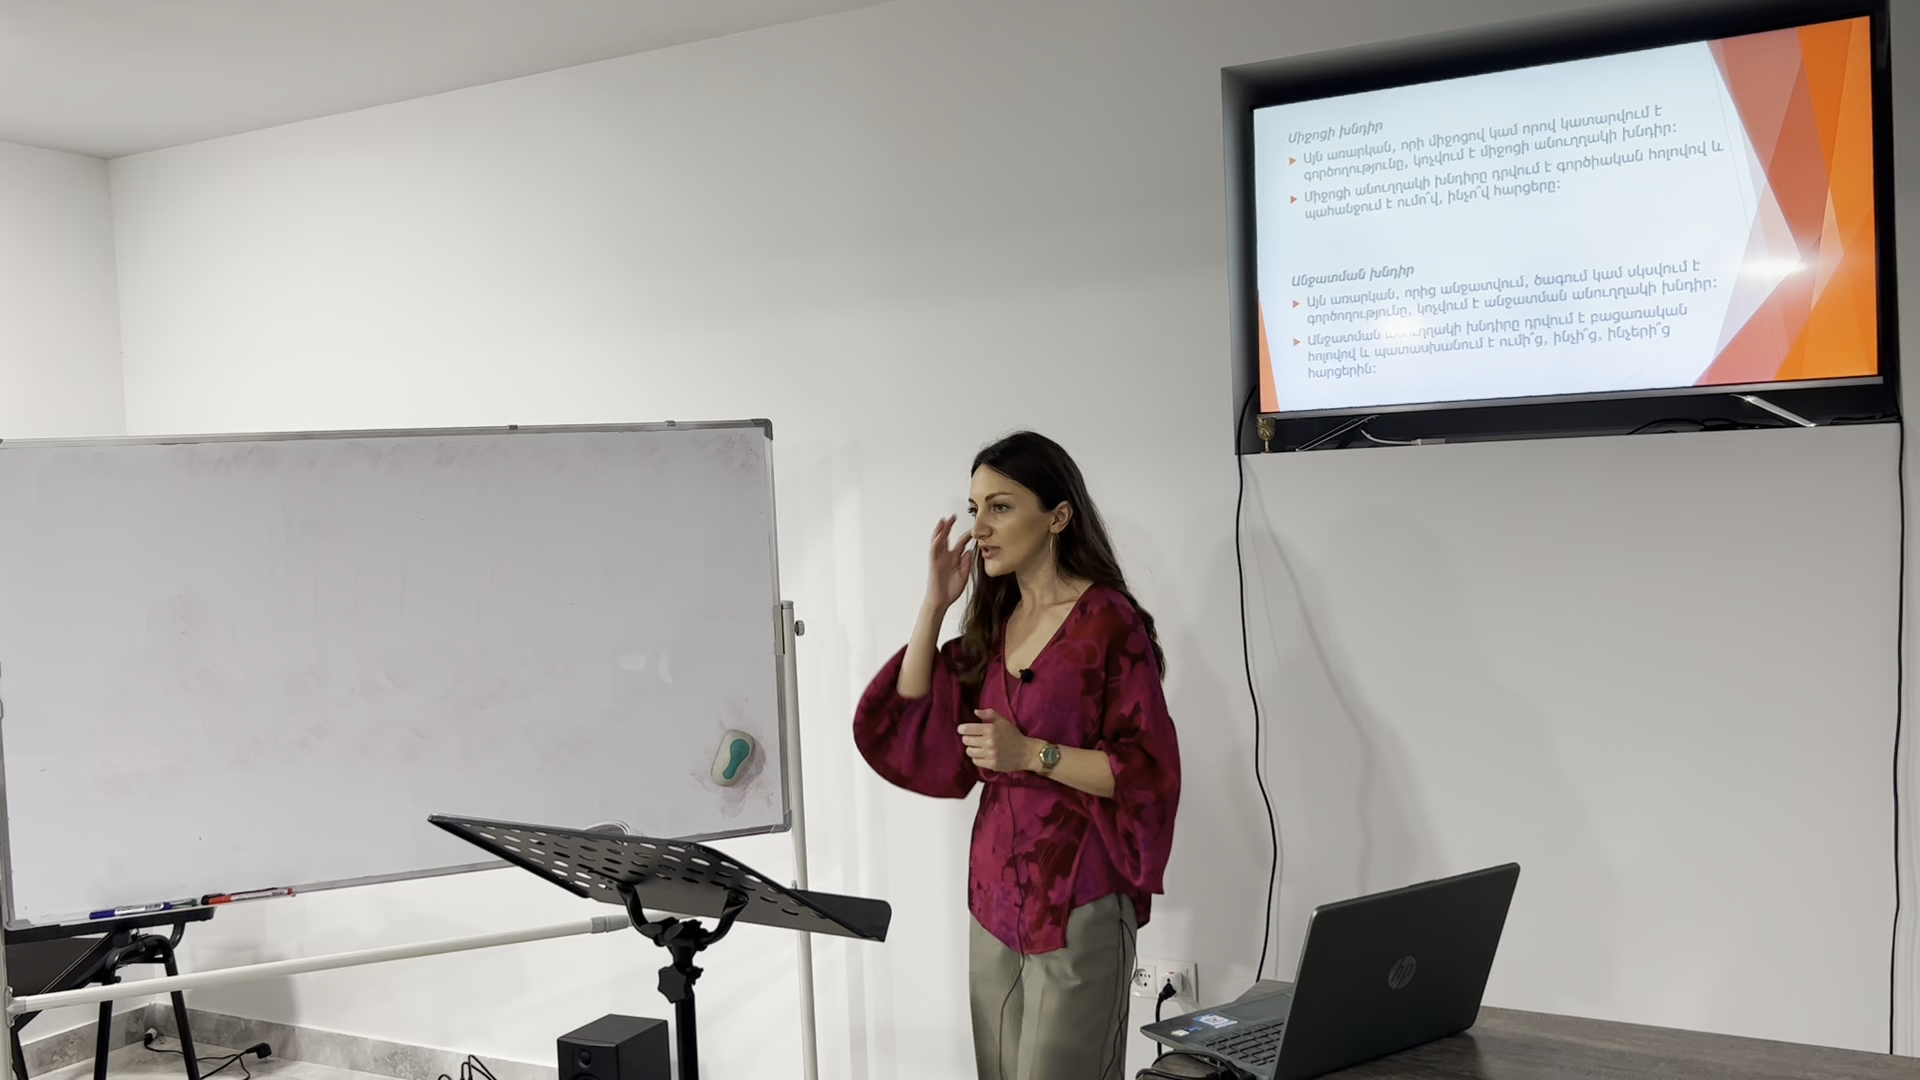 Միջոցի խնդիր
Այն առարկան, որի միջոցով կամ որով կատարվում է
գործողությունը, կոչվում է միջոցի անուղղակի խնդիր:
Միջոցի անուղղակի խնդիրը դրվում է գործիական հոլովով և
պահանջում է ումո՞վ, ինչո՞վ հարցերը:
Անջատման խնդիր
Այն առարկան, որից անջատվում, ծագում կամ սկսվում է
գործողությունը, կոչվում է անջատման անուղղակի խնդիր:
Անջատման անուղղակի խնդիրը դրվում է բացառական
հոլովով և պատասխանում է ումի՞ց, ինչի՞ց, ինչերի՞ց
հարցերին:
hp